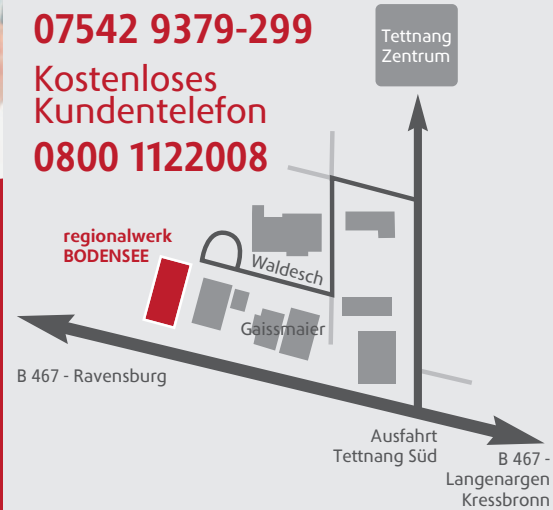 07542 9379-299
Kostenloses
Kundentelefon
0800 1122008
Tettnang
Zentrum
regionalwerk
BODENSEE
Waldesch
Gaissmaier
B 467 - Ravensburg
Ausfahrt
Tettnang Süd
B 467 -
Langenargen
Kressbronn